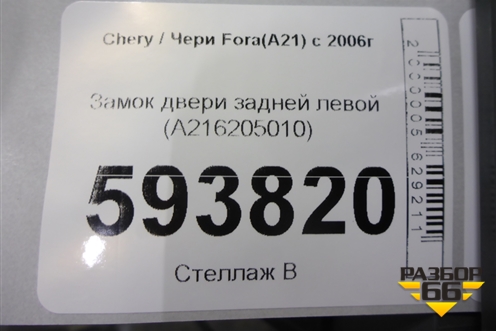 Chery / Чери Fora(A21) с 2006г
Замок двери задней левой
(A216205010)
593820
Стеллаж В
2000005629211
РАЗБОР
66